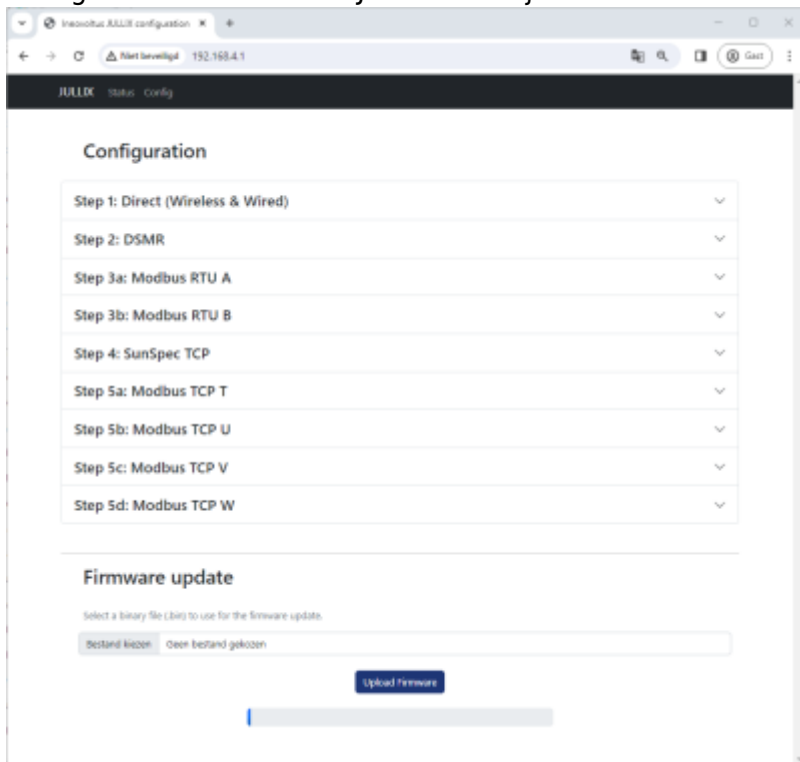 Innovoltus JULLIX configuration
Niet beveiligd 192.168.4.1
Gast
JULLIX Status Config
Configuration
Step 1: Direct (Wireless & Wired)
Step 2: DSMR
Step 3a: Modbus RTU A
Step 3b: Modbus RTU B
Step 4: SunSpec TCP
Step 5a: Modbus TCP T
Step 5b: Modbus TCP U
Step 5c: Modbus TCP V
Step 5d: Modbus TCP W
Firmware update
Select a binary file (.bin) to use for the firmware update.
Bestand kiezen Geen bestand gekozen
Upload Firmware